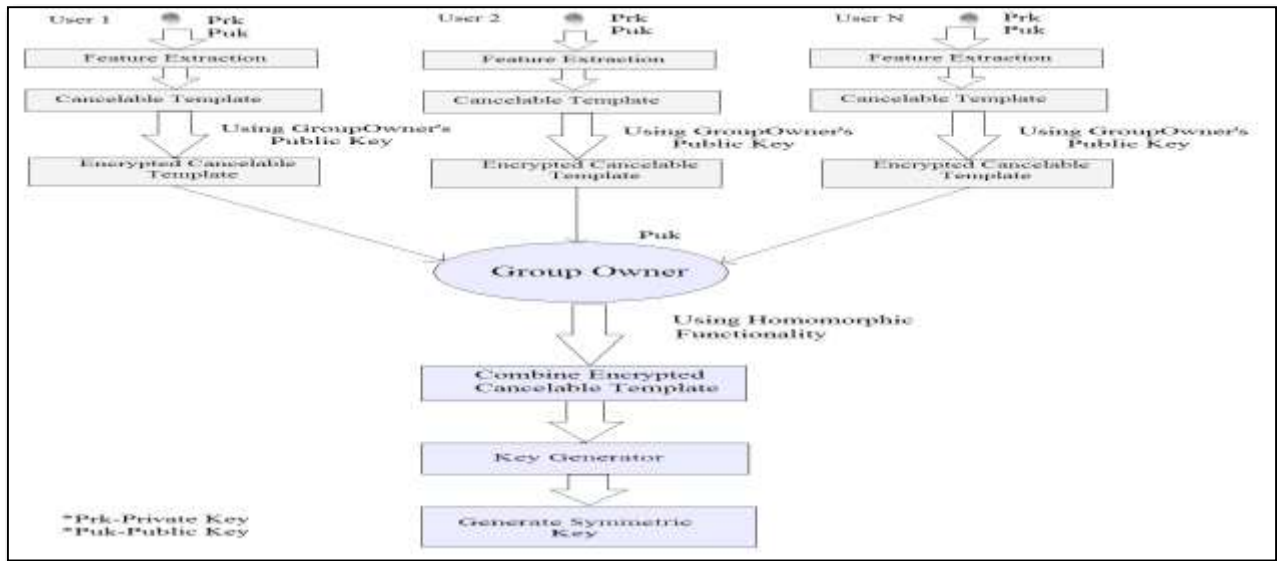 User 1
Prk
Puk
User 2
Prk
Puk
User N
Prk
Puk
Feature Extraction
Feature Extraction
Feature Extraction
Cancelable Template
Cancelable Template
Cancelable Template
Using GroupOwner's
Public Key
Using GroupOwner's
Public Key
Using GroupOwner's
Public Key
Encrypted Cancelable
Template
Encrypted Cancelable
Template
Encrypted Cancelable
Template
Puk
Group Owner
Using Homomorphic
Functionality
Combine Encrypted
Cancelable Template
Key Generator
Generate Symmetric
Key
*Prk-Private Key
*Puk-Public Key